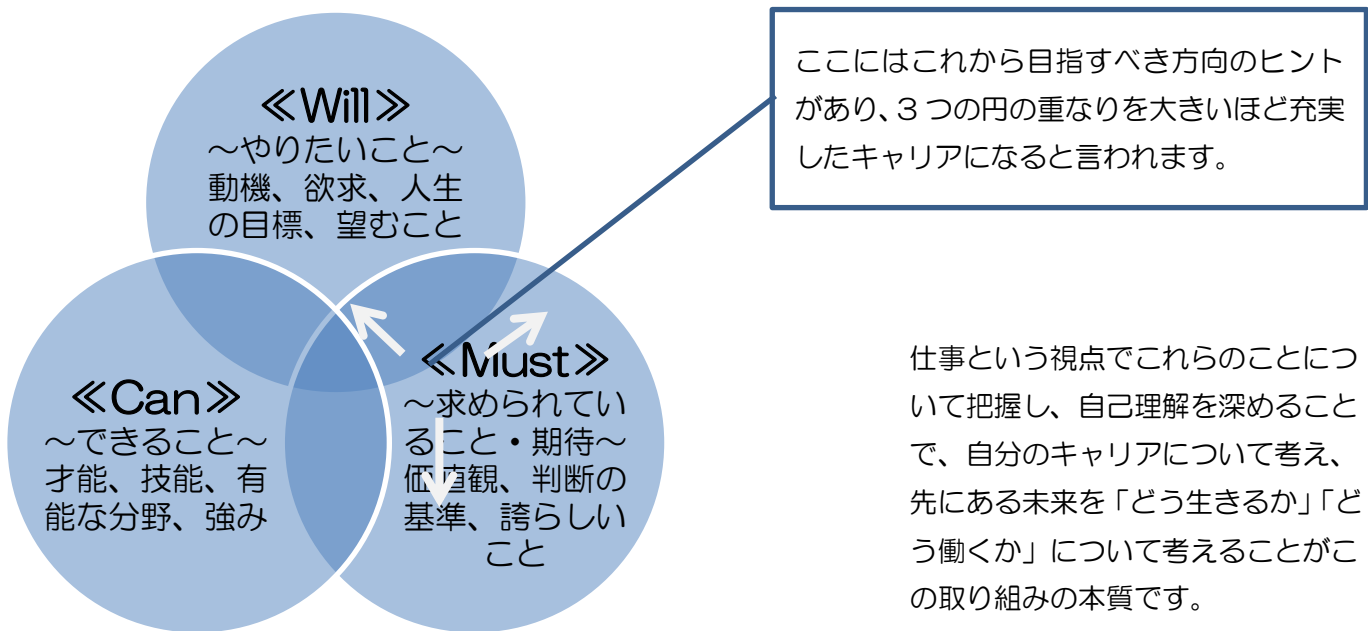 ≪Will≫
～やりたいこと～
動機、欲求、人生
の目標、望むこと
≪Can≫
～できること～
才能、技能、有
能な分野、強み
≪Must≫
～求められてい
ること・期待～
価値観、判断の
基準、誇らしい
こと
ここにはこれから目指すべき方向のヒント
があり、3 つの円の重なりを大きいほど充実
したキャリアになると言われます。
仕事という視点でこれらのことにつ
いて把握し、自己理解を深めること
で、自分のキャリアについて考え、
先にある未来を「どう生きるか」「ど
う働くか」について考えることがこ
の取り組みの本質です。